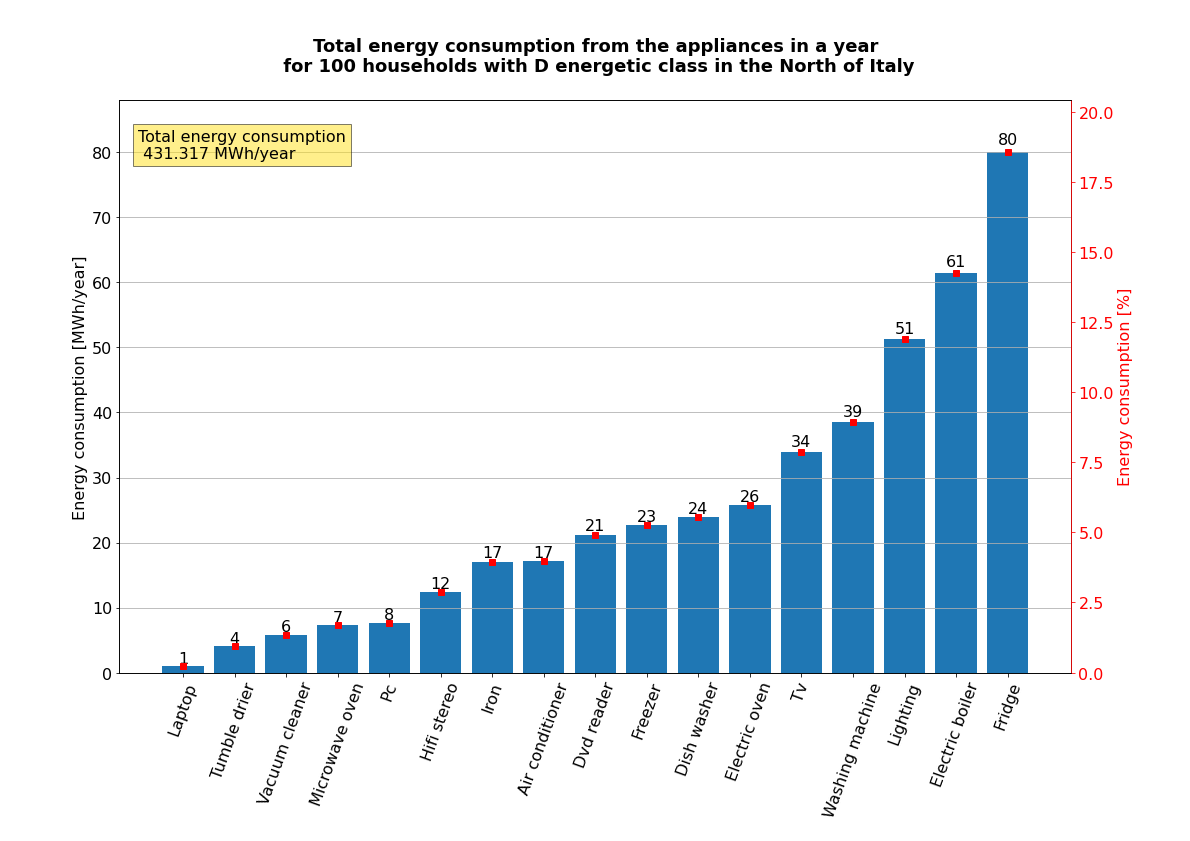 Total energy consumption from the appliances in a year
for 100 households with D energetic class in the North of Italy
Total energy consumption
431.317 MWh/year
Energy consumption [MWh/year]
80
70
60
50
40
30
20
10
0
1
4
6
7
8
12
17
17
21
23
24
26
34
39
51
61
80
20.0
17.5
15.0
12.5
10.0
7.5
5.0
2.5
0.0
Energy consumption [%]
Laptop
Tumble drier
Vacuum cleaner
Microwave oven
Pc
Hifi stereo
Iron
Air conditioner
Dvd reader
Freezer
Dish washer
Electric oven
Tv
Washing machine
Lighting
Electric boiler
Fridge